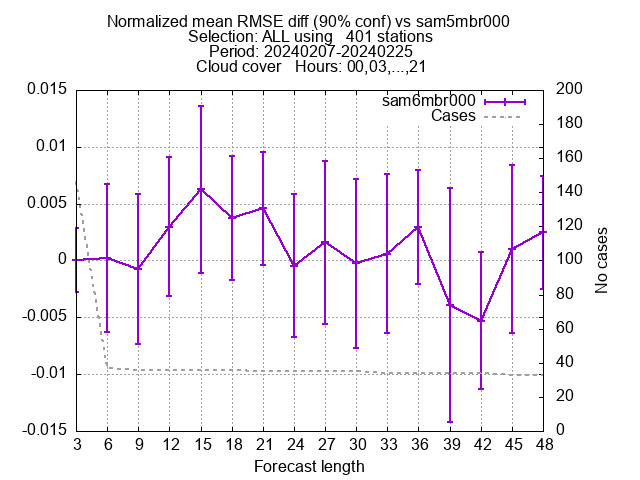 Normalized mean RMSE diff (90% conf) vs sam5mbr000
Selection: ALL using   401 stations
Period: 20240207-20240225
Cloud cover   Hours: 00,03,...,21
sam6mbr000
Cases
0.015
0.01
0.005
0
-0.005
-0.01
-0.015
200
180
160
140
120
100
80
60
40
20
0
No cases
3 6 9 12 15 18 21 24 27 30 33 36 39 42 45 48
Forecast length